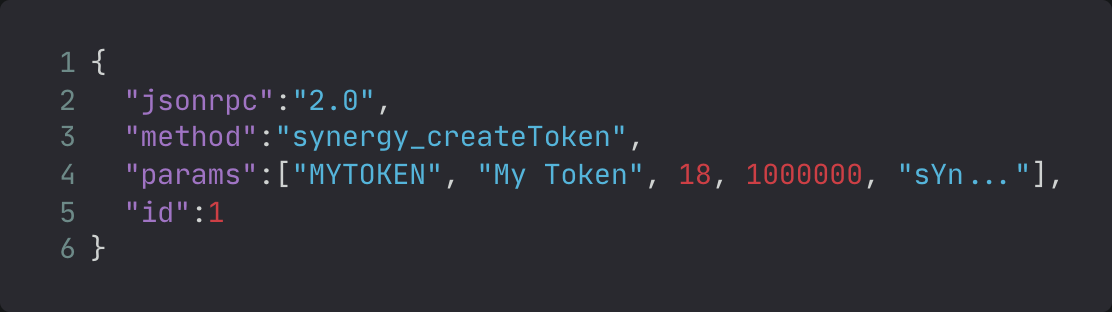 1 {
2   "jsonrpc":"2.0",
3   "method":"synergy_createToken",
4   "params":["MYTOKEN", "My Token", 18, 1000000, "sYn..."],
5   "id":1
6 }